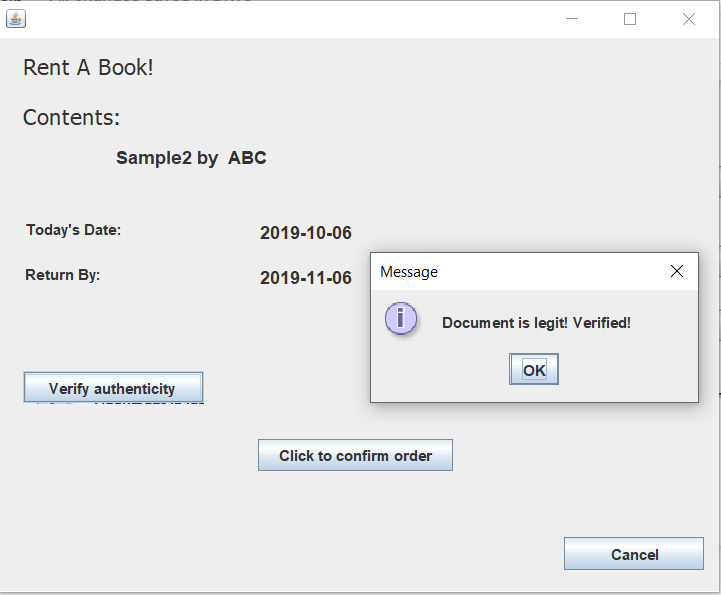 Rent A Book!
Contents:
Sample2 by ABC
Today's Date: 2019-10-06
Return By: 2019-11-06
Message
Document is legit! Verified!
OK
Verify authenticity
Click to confirm order
Cancel